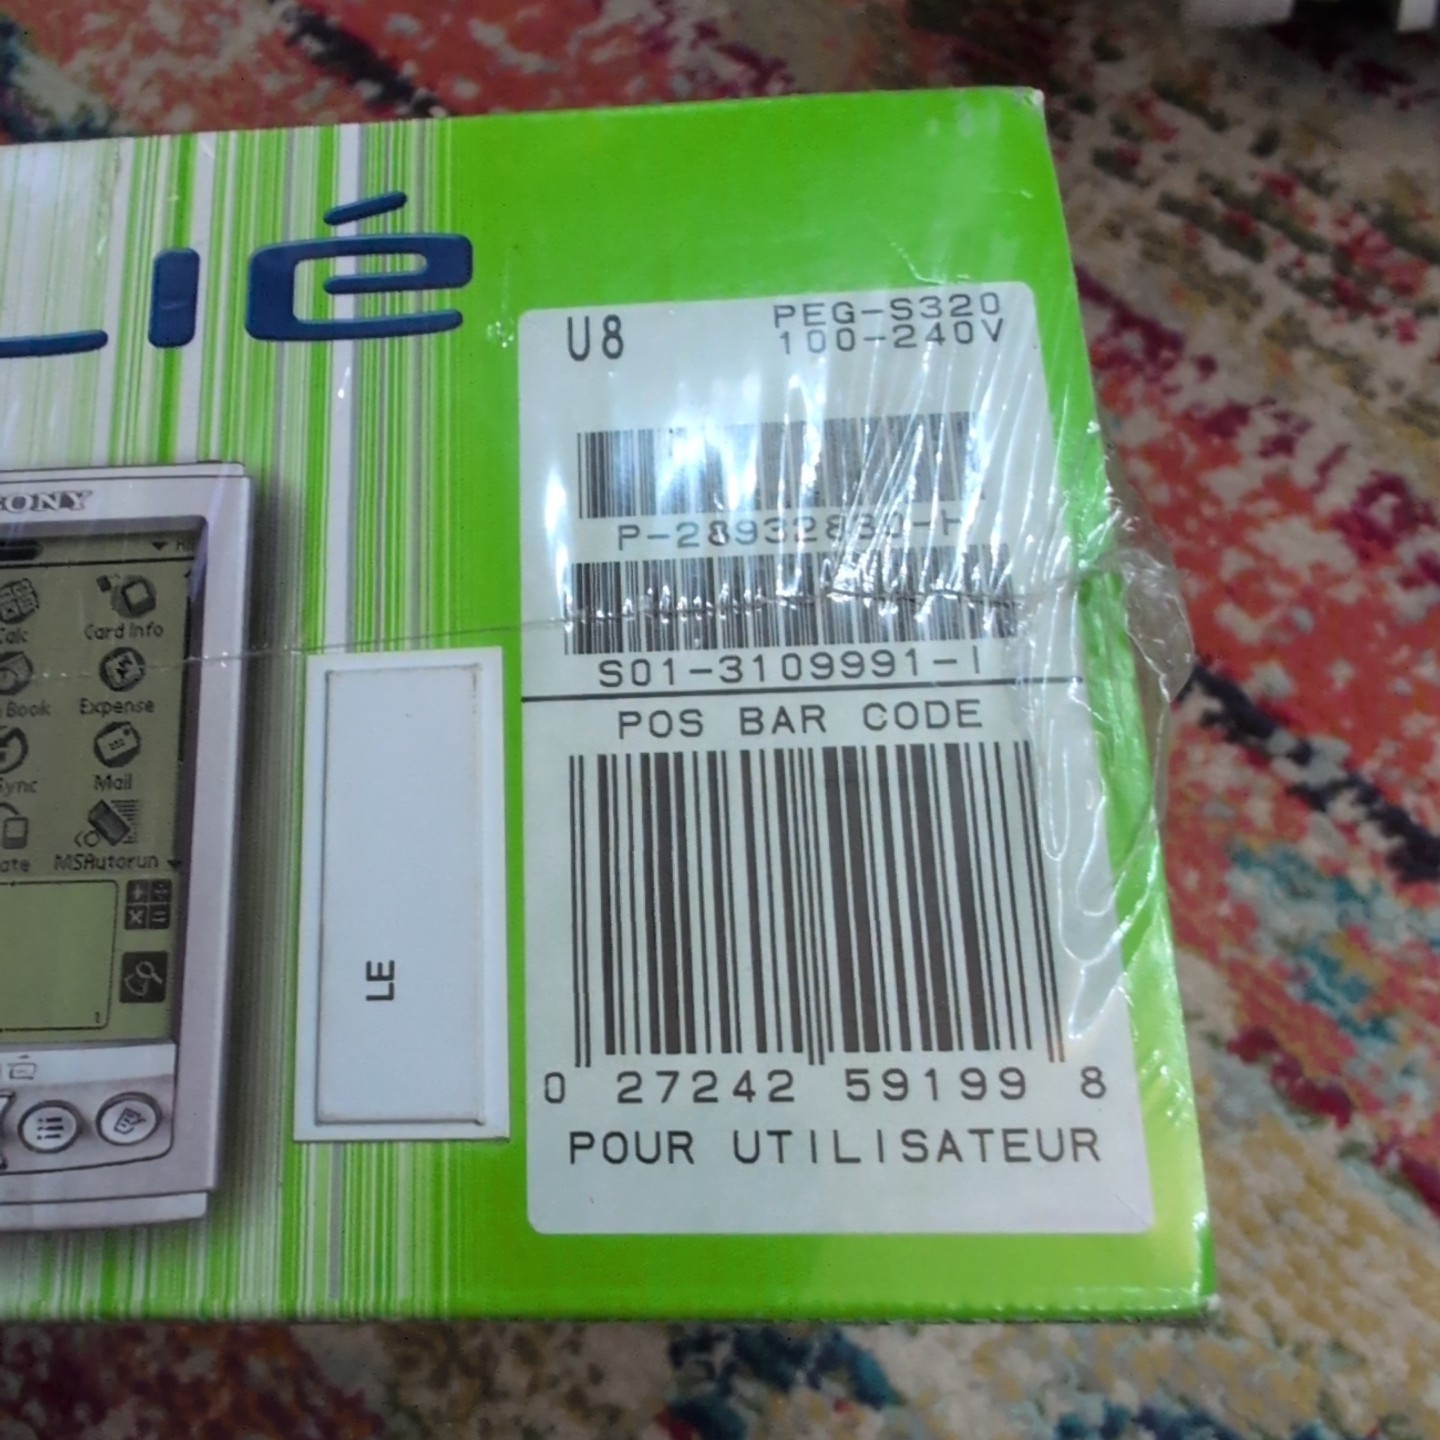 LIÉ
U8
PEG-S320
100-240V
P-28932830-H
S01-3109991-I
POS BAR CODE
0 27242 59199 8
POUR UTILISATEUR
LE
SONY
Calc
Card Info
Book
Expense
Sync
Mail
MSAutorun